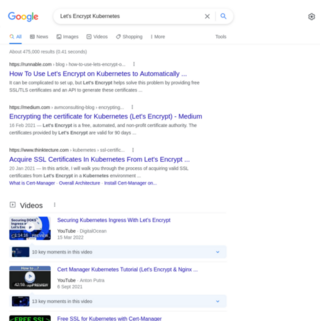 Google
Let's Encrypt Kubernetes
All
News
Images
Videos
Shopping
More
Tools
About 475,000 results (0.41 seconds)
https://runnable.com › blog › how-to-use-lets-encrypt-o...
How To Use Let's Encrypt on Kubernetes to Automatically ...
It can be complicated to set up, but Let's Encrypt helps solve this problem by providing free
SSL/TLS certificates and an API to generate these certificates ...
https://medium.com › encrypting...
Encrypting the certificate for Kubernetes (Let's Encrypt) - Medium
16 Feb 2021 — Let's Encrypt is a free, automated, and non-profit certificate authority. The
certificates provided by Let's Encrypt are valid for 90 days ...
https://www.thinktecture.com › kubernetes › ssl-certific...
Acquire SSL Certificates In Kubernetes From Let's Encrypt ...
20 Jan 2021 — In this article, I will walk you through the process of acquiring valid SSL
certificates from Let's Encrypt in a Kubernetes environment ...
What is Cert-Manager · Overall Architecture · Install Cert-Manager on...
Videos
Securing Kubernetes Ingress With Let's Encrypt
YouTube · DigitalOcean
15 Mar 2022
10 key moments in this video
Cert Manager Kubernetes Tutorial (Let's Encrypt & Nginx ...
YouTube · Anton Putra
6 Sept 2021
13 key moments in this video
FREE SSL
Free SSL for Kubernetes with Cert-Manager